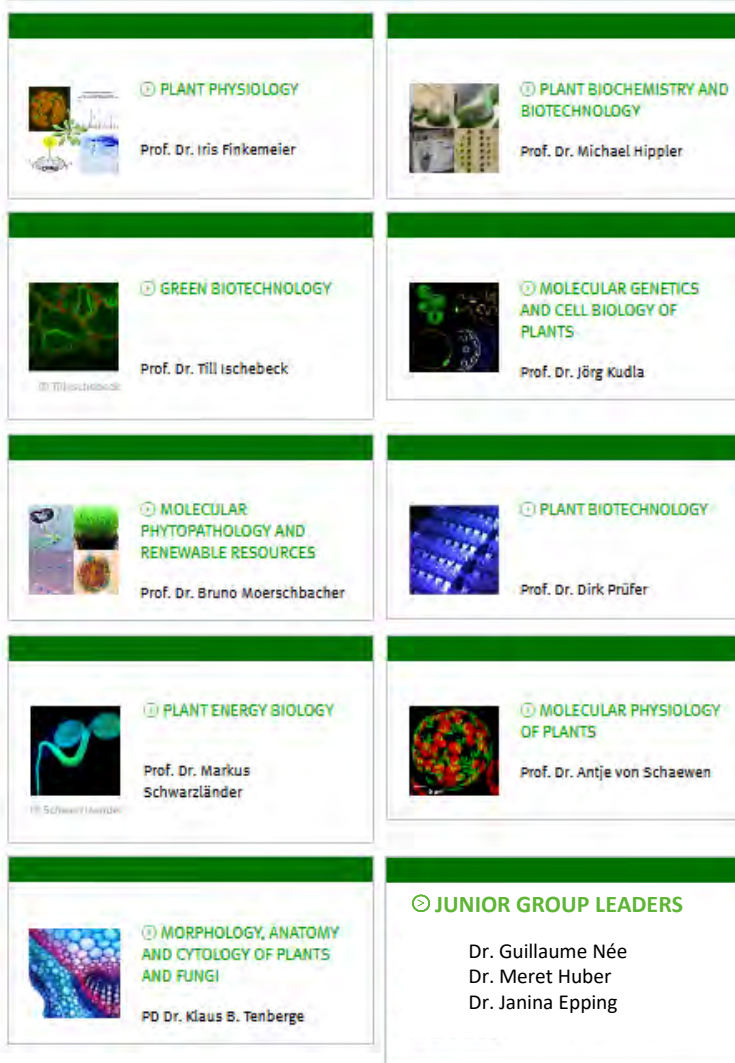 PLANT PHYSIOLOGY
Prof. Dr. Iris Finkemeier
PLANT BIOCHEMISTRY AND
BIOTECHNOLOGY
Prof. Dr. Michael Hippler
GREEN BIOTECHNOLOGY
Prof. Dr. Till Ischebeck
© Till Ischebeck
MOLECULAR GENETICS
AND CELL BIOLOGY OF
PLANTS
Prof. Dr. Jörg Kudla
MOLECULAR
PHYTOPATHOLOGY AND
RENEWABLE RESOURCES
Prof. Dr. Bruno Moerschbacher
PLANT BIOTECHNOLOGY
Prof. Dr. Dirk Prüfer
PLANT ENERGY BIOLOGY
Prof. Dr. Markus
Schwarzländer
MOLECULAR PHYSIOLOGY
OF PLANTS
Prof. Dr. Antje von Schaewen
MORPHOLOGY, ANATOMY
AND CYTOLOGY OF PLANTS
AND FUNGI
PD Dr. Klaus B. Tenberge
JUNIOR GROUP LEADERS
Dr. Guillaume Née
Dr. Meret Huber
Dr. Janina Epping